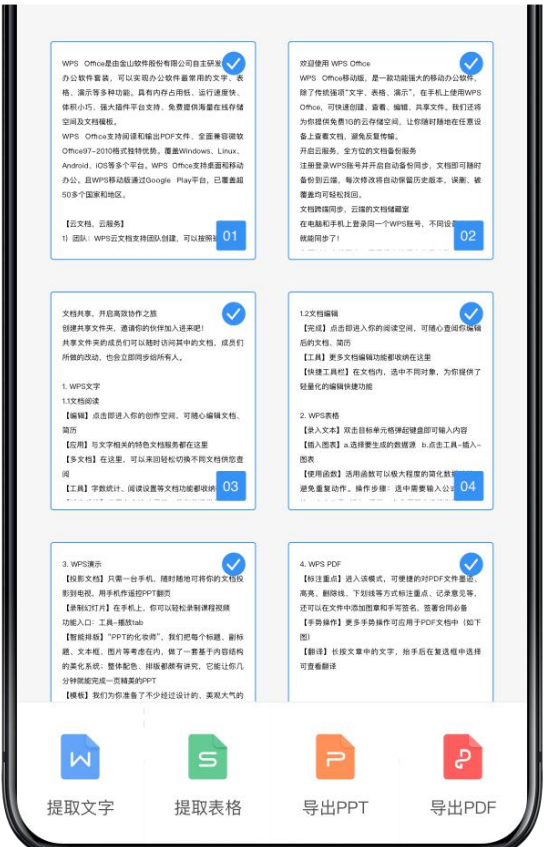 WPS Office是由金山软件股份有限公司自主研发
办公软件套装，可以实现办公软件最常用的文字、表
格、演示等多种功能。具有内存占用低、运行速度快、
体积小巧、强大插件平台支持、免费提供海量在线存储
空间及文档模板。
WPS Office支持阅读和输出PDF文件、全面兼容微软
Office97-2010格式独特优势。覆盖Windows、Linux、
Android、iOS等多个平台。WPS Office支持桌面和移动
办公。且WPS移动版通过Google Play平台，已覆盖超
50多个国家和地区。
【云文档，云服务】
1）团队：WPS云文档支持团队创建，可以按照
01
欢迎使用 WPS Office
WPS Office移动版，是一款功能强大的移动办公软件，
除了传统强项“文字、表格、演示”，在手机上使用WPS
Office，可快速创建、查看、编辑、共享文件。我们还将
为你提供免费1G的云存储空间，让你随时随地在任意设
备上查看文档，避免反复传输。
开启云服务，全方位的文档备份服务
注册登录WPS账号并开启自动备份同步，文档即可随时
备份到云端，每次修改将自动保留历史版本，误删、被
覆盖均可轻松找回。
文档跨端同步，云端的文档储藏室
在电脑和手机上登录同一个WPS账号，不同设
就能同步了！
02
文档共享，开启高效协作之旅
创建共享文件夹，邀请你的伙伴加入进来吧！
共享文件夹的成员们可以随时访问其中的文档，成员们
所做的改动，也会立即同步给所有人。
1. WPS文字
1.1文档阅读
【编辑】点击即进入你的创作空间，可随心编辑文档、
简历
【应用】与文字相关的特色文档服务都在这里
【多文档】在这里，可以来回轻松切换不同文档供您查
阅
【工具】字数统计、阅读设置等文档功能都收纳
03
1.2文档编辑
【完成】点击即进入你的阅读空间，可随心查阅你编辑
后的文档、简历
【工具】更多文档编辑功能都收纳在这里
【快捷工具栏】在文档内，选中不同对象，为你提供了
轻量化的编辑快捷功能
2. WPS表格
【录入文本】双击目标单元格弹起键盘即可输入内容
【插入图表】a.选择要生成的数据源 b.点击工具-插入-
图表
【使用函数】活用函数可以极大程度的简化数
避免重复动作。操作步骤：选中需要输入公
04
3. WPS演示
【投影文档】只需一台手机，随时随地可将你的文档投
影到电视，用手机作遥控PPT翻页
【录制幻灯片】在手机上，你可以轻松录制课程视频
功能入口：工具-播放tab
【智能排版】“PPT的化妆师”，我们把每个标题、副标
题、文本框、图片等考虑在内，做了一套基于内容结构
的美化系统：整体配色、排版都颇有讲究，它能让你几
分钟就能完成一页精美的PPT
【模板】我们为你准备了不少经过设计的、美观大气的
4. WPS PDF
【标注重点】进入该模式，可便捷的对PDF文件墨迹、
高亮、删除线、下划线等方式标注重点、记录意见等，
还可以在文件中添加图章和手写签名，签署合同必备
【手势操作】更多手势操作可应用于PDF文档中（如下
图）
【翻译】长按文章中的文字，抬手后在复选框中选择
可查看翻译
提取文字
提取表格
导出PPT
导出PDF